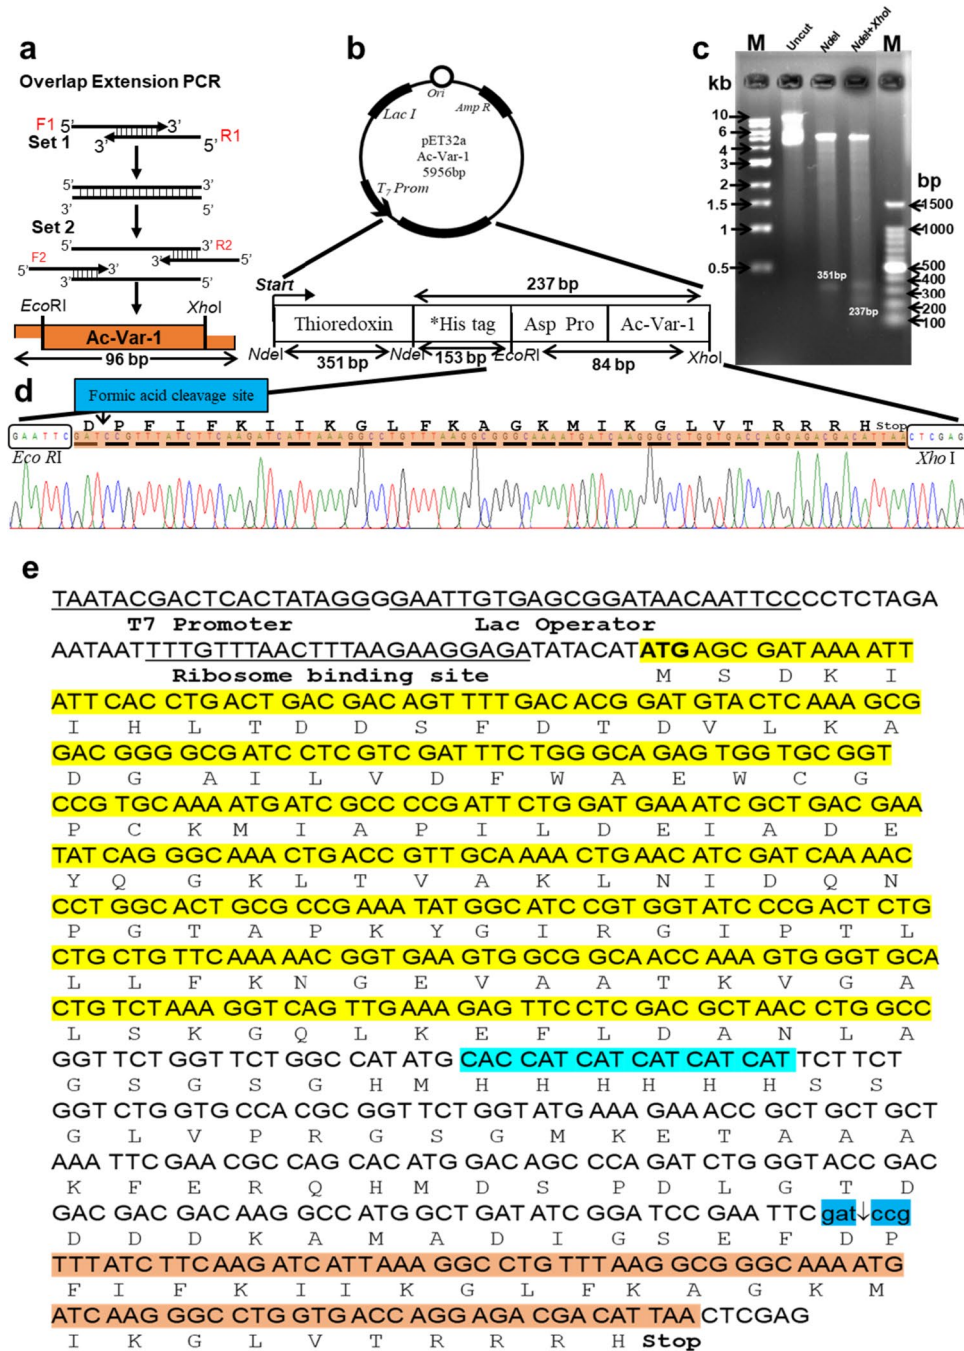 a
Overlap Extension PCR
F1 5’ 3’
Set 1 3’ 5’ R1
5’ 3’
3’ 5’
Set 2
5’ 3’ R2
F2 3’ 5’
5’ 3’
3’ 5’
EcoRI XhoI
Ac-Var-1
96 bp
b
Ori
Lac I Amp R
pET32a
Ac-Var-1
5956bp
T7 Prom
Start
237 bp
Thioredoxin *His tag Asp Pro Ac-Var-1
NdeI 351 bp NdeI 153 bp EcoRI 84 bp XhoI
c
M Uncut NdeI NdeI+XhoI M
kb
10
6
4
3
2
1.5
1
0.5
bp
1500
1000
500
400
300
200
100
351bp
237bp
d
Formic acid cleavage site
D P F I F K I I K G L F K A G K M I K G L V T R R R H Stop
GAATTC GATCCGTTTATCTTCAAGATCATTAAAGGCCTGTTTAAGGCGGGCAAAATGATCAAGGGCCTGGTGACCAGGAGACGACATTAA CTCGAG
Eco RI Xho I
e
TAATACGACTCACTATAGGGGAATTGTGAGCGGATAACAATTCCCCTCTAGA
T7 Promoter Lac Operator
AATAATTTTGTTTAACTTTAAGAAGGAGATATACATATG AGC GAT AAA ATT
Ribosome binding site
M S D K I
ATT CAC CTG ACT GAC GAC AGT TTT GAC ACG GAT GTA CTC AAA GCG
I H L T D D S F D T D V L K A
GAC GGG GCG ATC CTC GTC GAT TTC TGG GCA GAG TGG TGC GGT
D G A I L V D F W A E W C G
CCG TGC AAA ATG ATC GCC CCG ATT CTG GAT GAA ATC GCT GAC GAA
P C K M I A P I L D E I A D E
TAT CAG GGC AAA CTG ACC GTT GCA AAA CTG AAC ATC GAT CAA AAC
Y Q G K L T V A K L N I D Q N
CCT GGC ACT GCG CCG AAA TAT GGC ATC CGT GGT ATC CCG ACT CTG
P G T A P K Y G I R G I P T L
CTG CTG TTC AAA AAC GGT GAA GTG GCG GCA ACC AAA GTG GGT GCA
L L F K N G E V A A T K V G A
CTG TCT AAA GGT CAG TTG AAA GAG TTC CTC GAC GCT AAC CTG GCC
L S K G Q L K E F L D A N L A
GGT TCT GGT TCT GGC CAT ATG CAC CAT CAT CAT CAT CAT TCT TCT
G S G S G H M H H H H H H S S
GGT CTG GTG CCA CGC GGT TCT GGT ATG AAA GAA ACC GCT GCT GCT
G L V P R G S G M K E T A A A
AAA TTC GAA CGC CAG CAC ATG GAC AGC CCA GAT CTG GGT ACC GAC
K F E R Q H M D S P D L G T D
GAC GAC GAC AAG GCC ATG GCT GAT ATC GGA TCC GAA TTC gat↓ccg
D D D K A M A D I G S E F D P
TTT ATC TTC AAG ATC ATT AAA GGC CTG TTT AAG GCG GGC AAA ATG
F I F K I I K G L F K A G K M
ATC AAG GGC CTG GTG ACC AGG AGA CGA CAT TAA CTCGAG
I K G L V T R R R H Stop